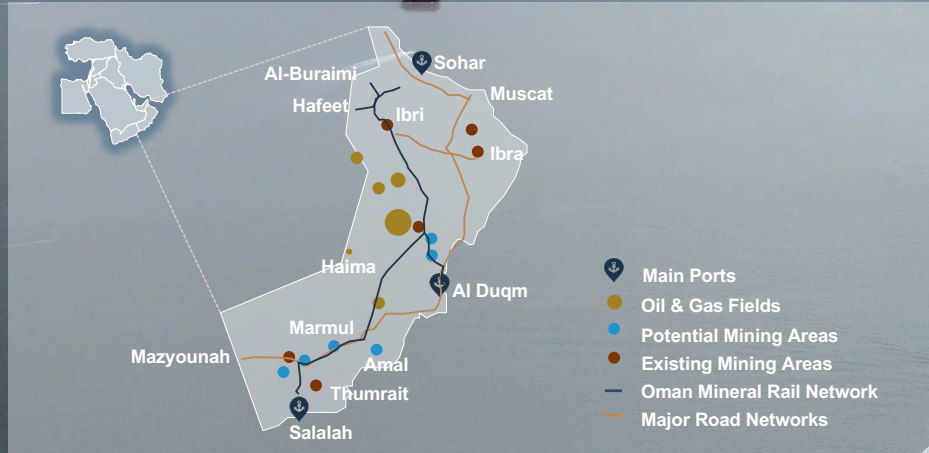 Sohar
Al-Buraimi
Muscat
Hafeet
Ibri
Ibra
Haima
Al Duqm
Marmul
Mazyounah
Amal
Thumrait
Salalah
Main Ports
Oil & Gas Fields
Potential Mining Areas
Existing Mining Areas
Oman Mineral Rail Network
Major Road Networks